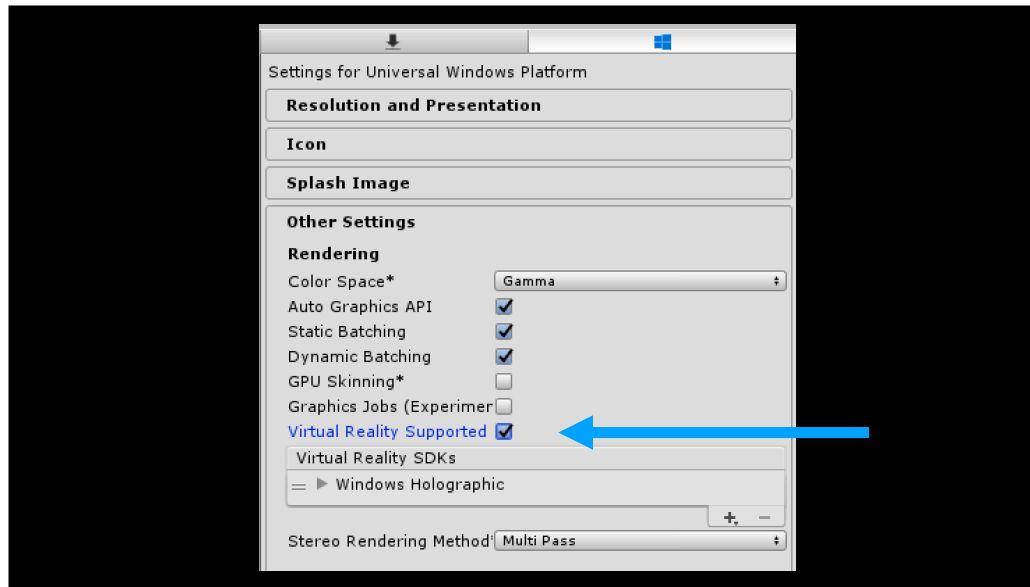 Settings for Universal Windows Platform
Resolution and Presentation
Icon
Splash Image
Other Settings
Rendering
Color Space* Gamma
Auto Graphics API
Static Batching
Dynamic Batching
GPU Skinning*
Graphics Jobs (Experimer
Virtual Reality Supported
Virtual Reality SDKs
Windows Holographic
Stereo Rendering Method* Multi Pass